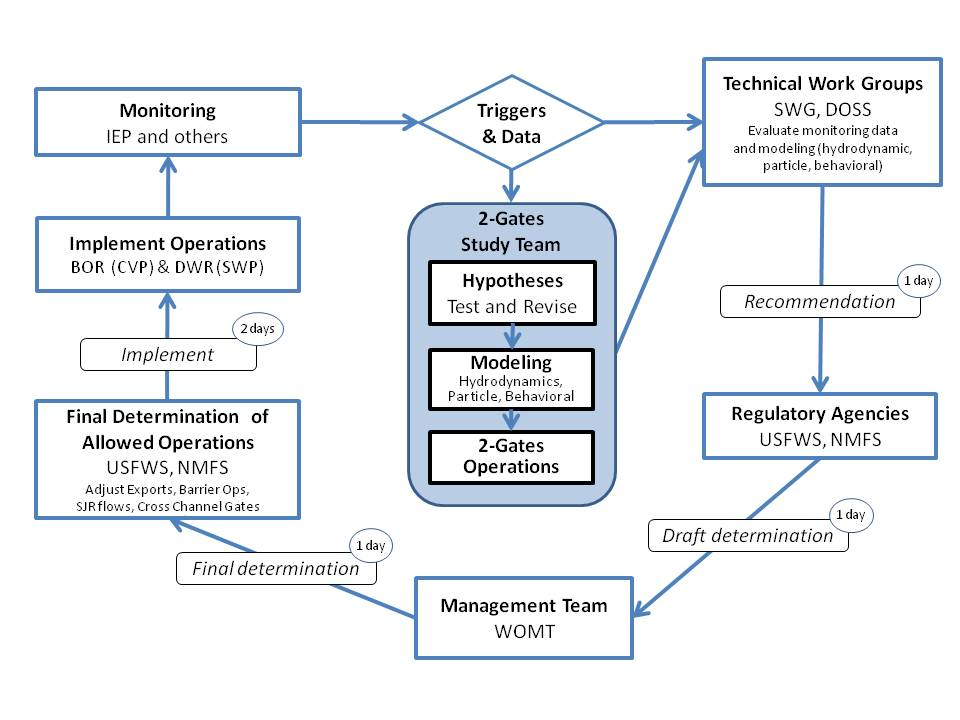 Monitoring
IEP and others
Triggers
& Data
Technical Work Groups
SWG, DOSS
Evaluate monitoring data
and modeling (hydrodynamic,
particle, behavioral)
2-Gates
Study Team
Hypotheses
Test and Revise
Modeling
Hydrodynamics,
Particle, Behavioral
2-Gates
Operations
Implement Operations
BOR (CVP) & DWR (SWP)
2 days
Implement
1 day
Recommendation
Final Determination of
Allowed Operations
USFWS, NMFS
Adjust Exports, Barrier Ops,
SJR flows, Cross Channel Gates
Regulatory Agencies
USFWS, NMFS
1 day
Draft determination
1 day
Final determination
Management Team
WOMT